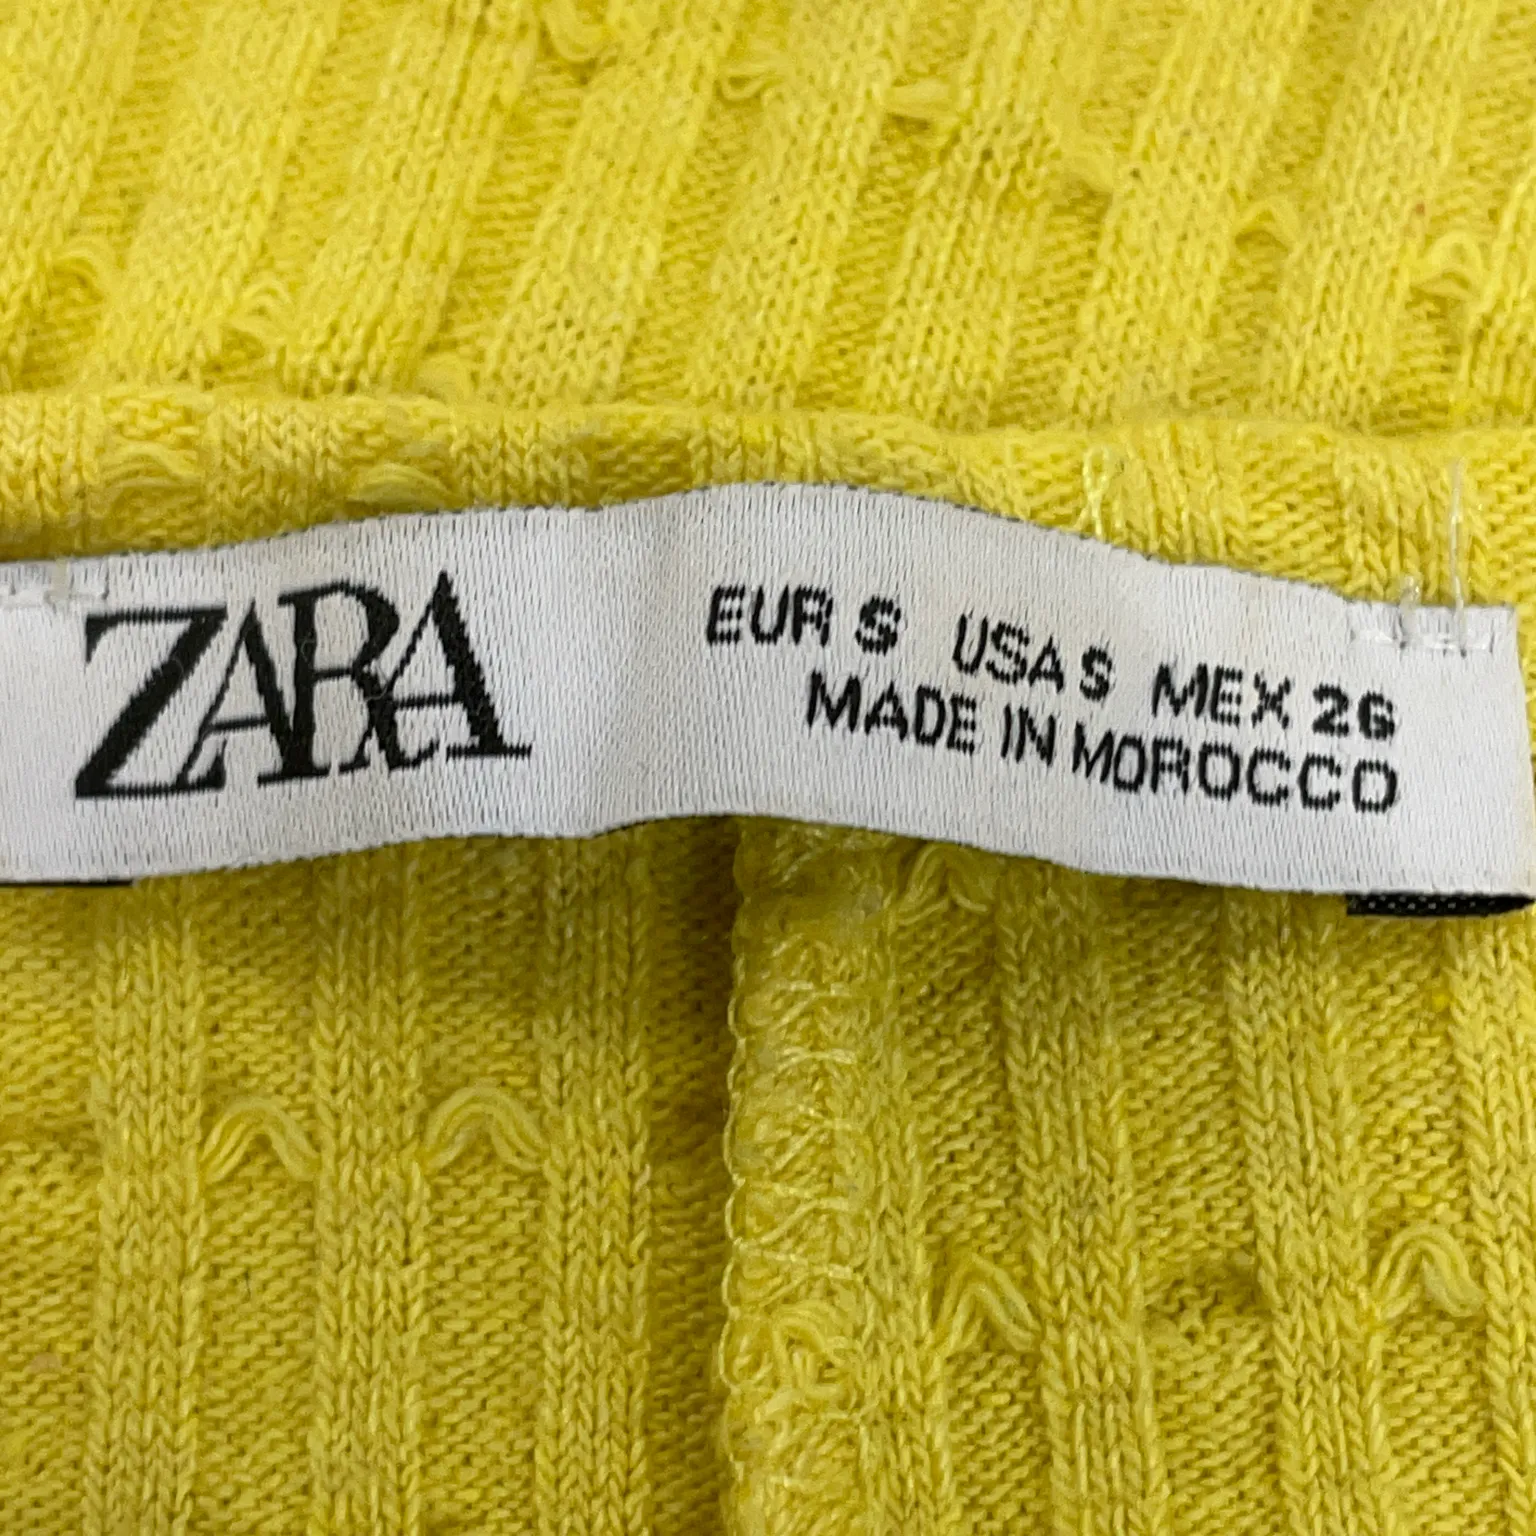 ZARA
EUR S USA S MEX 26
MADE IN MOROCCO